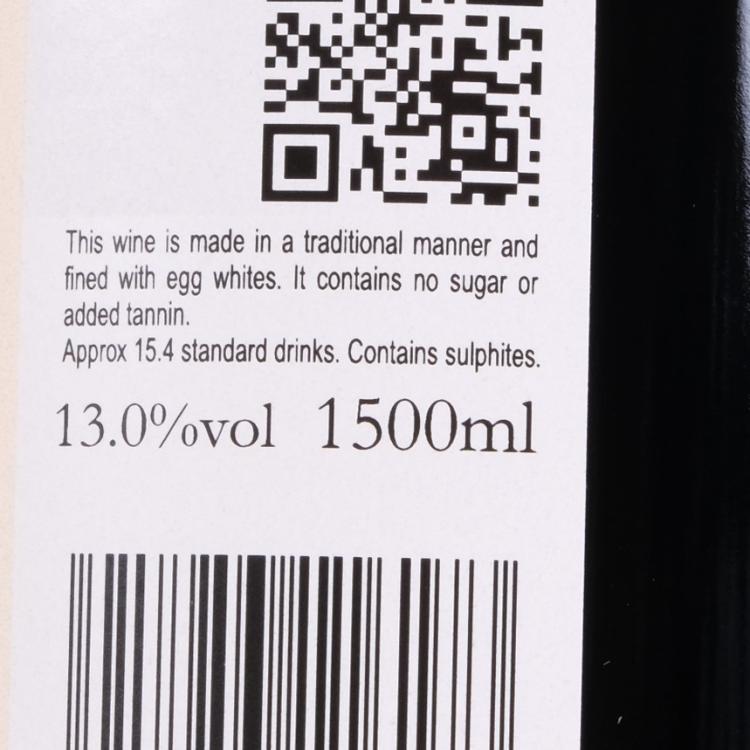 This wine is made in a traditional manner and
fined with egg whites. It contains no sugar or
added tannin.
Approx 15.4 standard drinks. Contains sulphites.
13.0%vol 1500ml